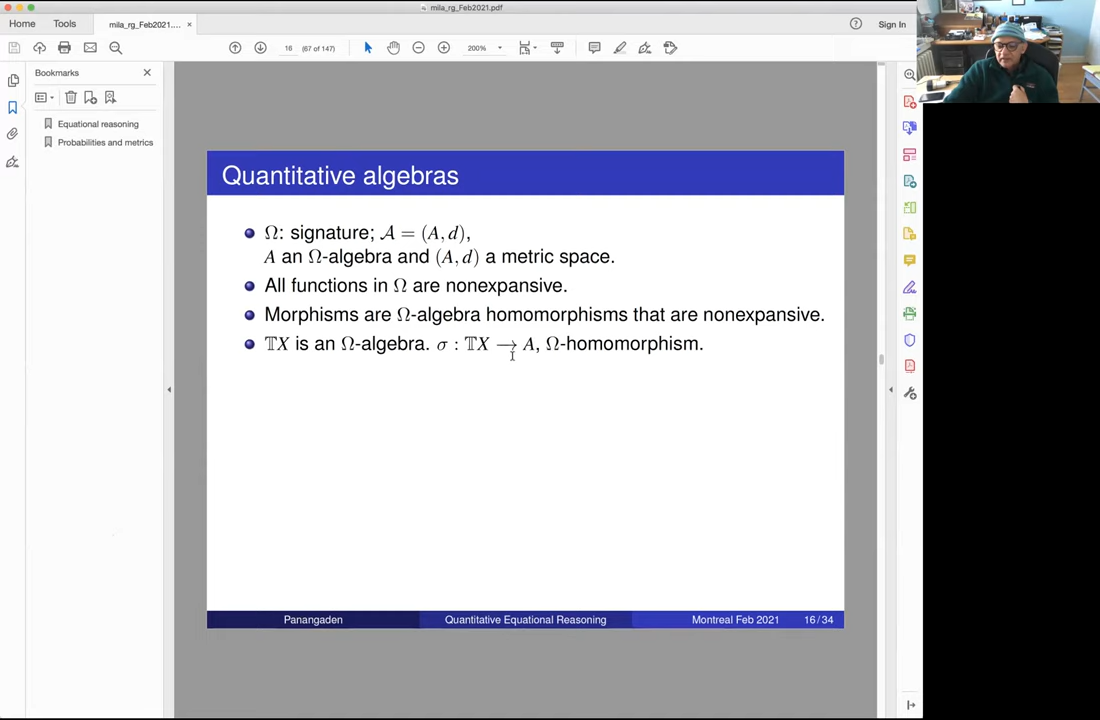 mila_rg_Feb2021.pdf
Home
Tools
mila_rg_Feb2021.... ×
Sign In
16
(67 of 147)
200%
Bookmarks
Equational reasoning
Probabilities and metrics
Quantitative algebras
Ω: signature; 𝒜 = (A, d),
A an Ω-algebra and (A, d) a metric space.
All functions in Ω are nonexpansive.
Morphisms are Ω-algebra homomorphisms that are nonexpansive.
𝕋X is an Ω-algebra. σ : 𝕋X ⟶ A, Ω-homomorphism.
Panangaden
Quantitative Equational Reasoning
Montreal Feb 2021
16 / 34